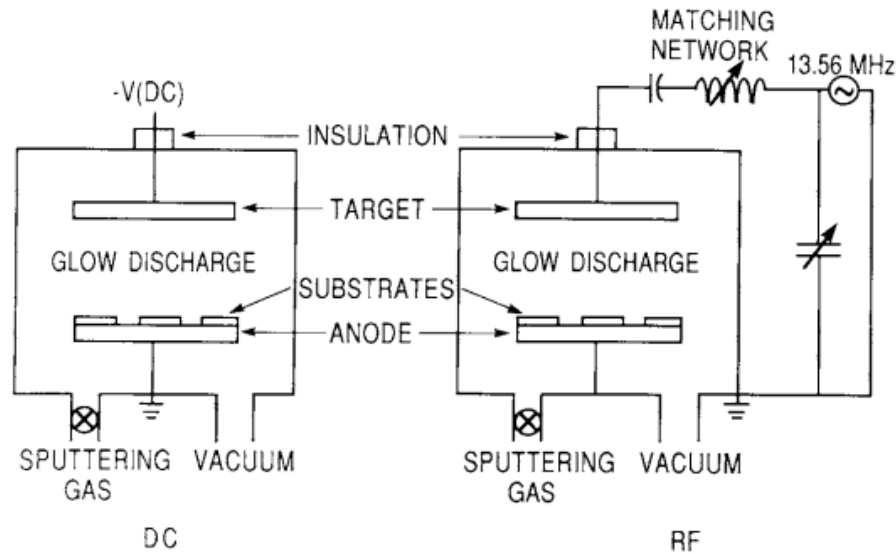 MATCHING
NETWORK
13.56 MHz
-V(DC)
INSULATION
TARGET
GLOW DISCHARGE
GLOW DISCHARGE
SUBSTRATES
ANODE
SPUTTERING
GAS
VACUUM
SPUTTERING
GAS
VACUUM
DC
RF